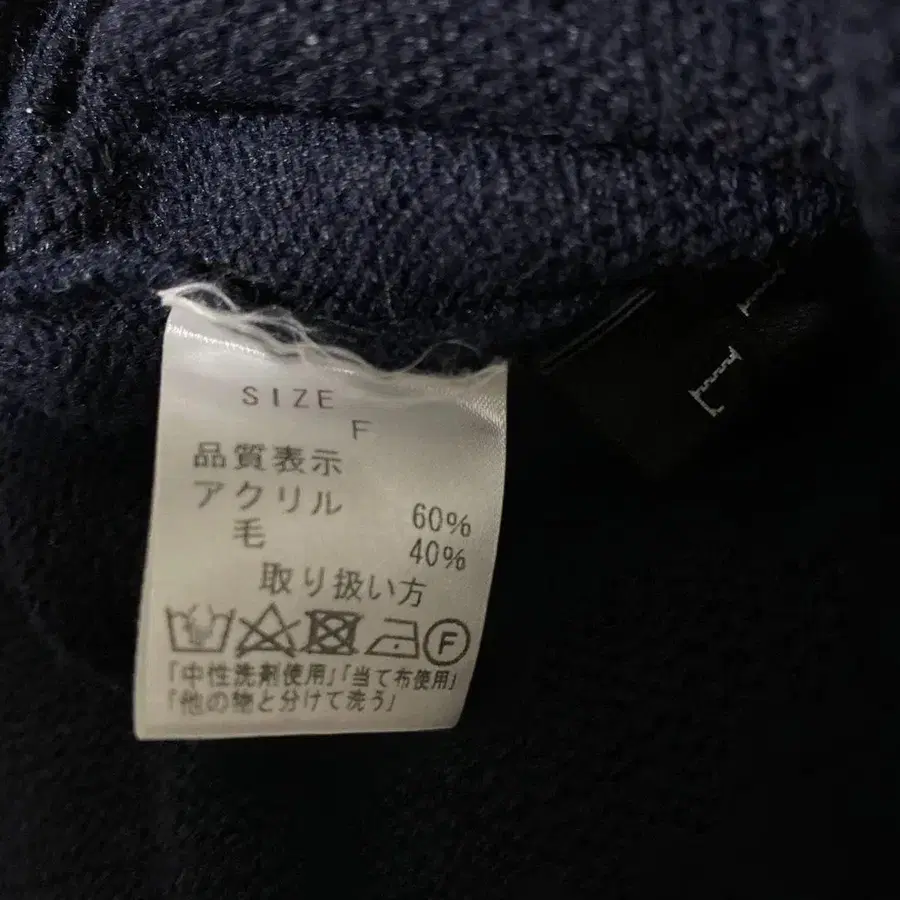 SIZE
F
品質表示
アクリル 60%
毛 40%
取り扱い方
F
「中性洗剤使用」「当て布使用」
「他の物と分けて洗う」